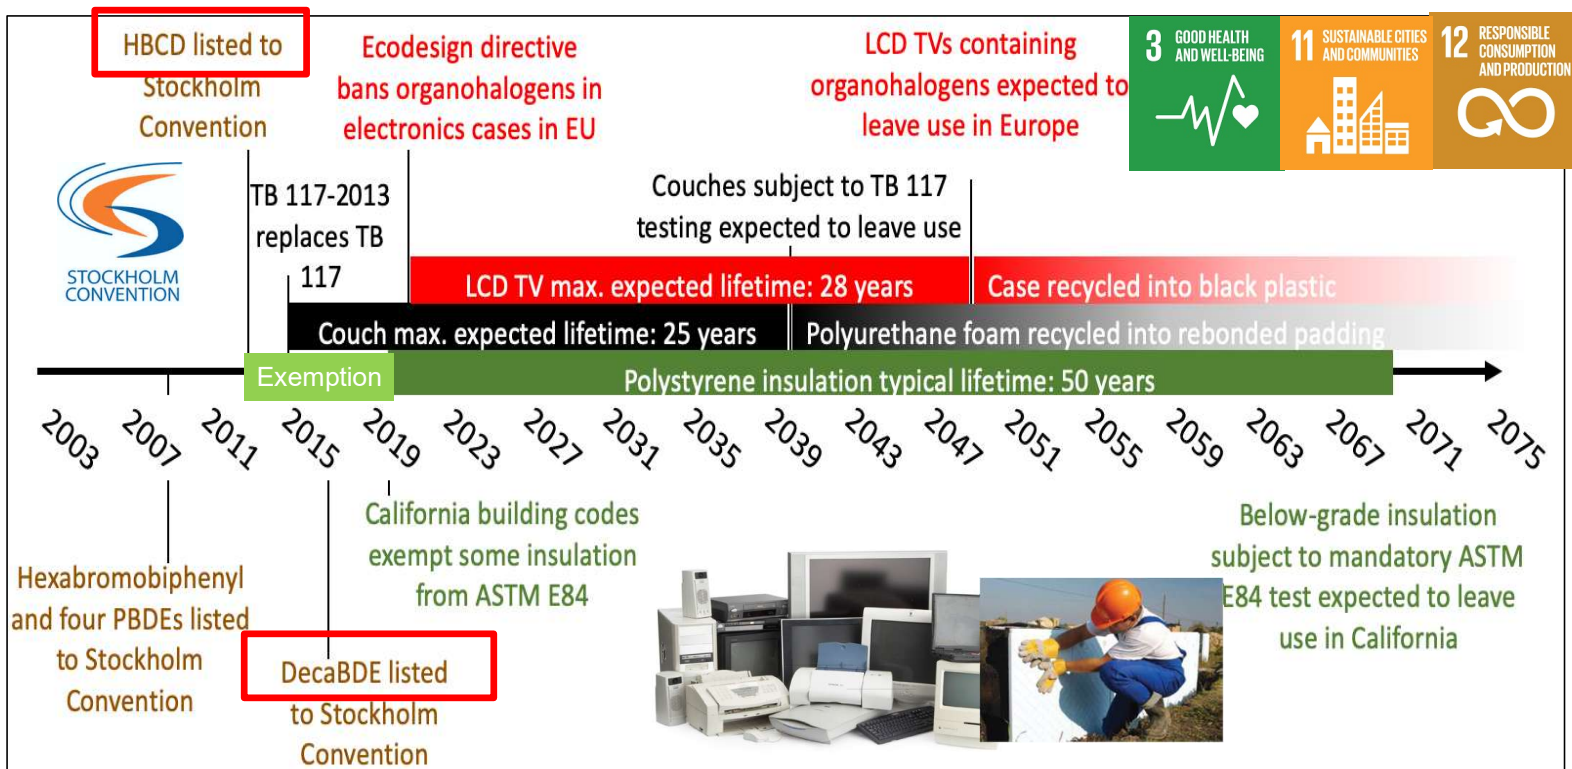 HBCD listed to
Stockholm
Convention
Ecodesign directive
bans organohalogens in
electronics cases in EU
LCD TVs containing
organohalogens expected to
leave use in Europe
3 GOOD HEALTH
AND WELL-BEING
11 SUSTAINABLE CITIES
AND COMMUNITIES
12 RESPONSIBLE
CONSUMPTION
AND PRODUCTION
STOCKHOLM
CONVENTION
TB 117-2013
replaces TB
117
Couches subject to TB 117
testing expected to leave use
LCD TV max. expected lifetime: 28 years
Case recycled into black plastic
Couch max. expected lifetime: 25 years
Polyurethane foam recycled into rebonded padding
Exemption
Polystyrene insulation typical lifetime: 50 years
2003
2007
2011
2015
2019
2023
2027
2031
2035
2039
2043
2047
2051
2055
2059
2063
2067
2071
2075
Hexabromobiphenyl
and four PBDEs listed
to Stockholm
Convention
DecaBDE listed
to Stockholm
Convention
California building codes
exempt some insulation
from ASTM E84
Below-grade insulation
subject to mandatory ASTM
E84 test expected to leave
use in California